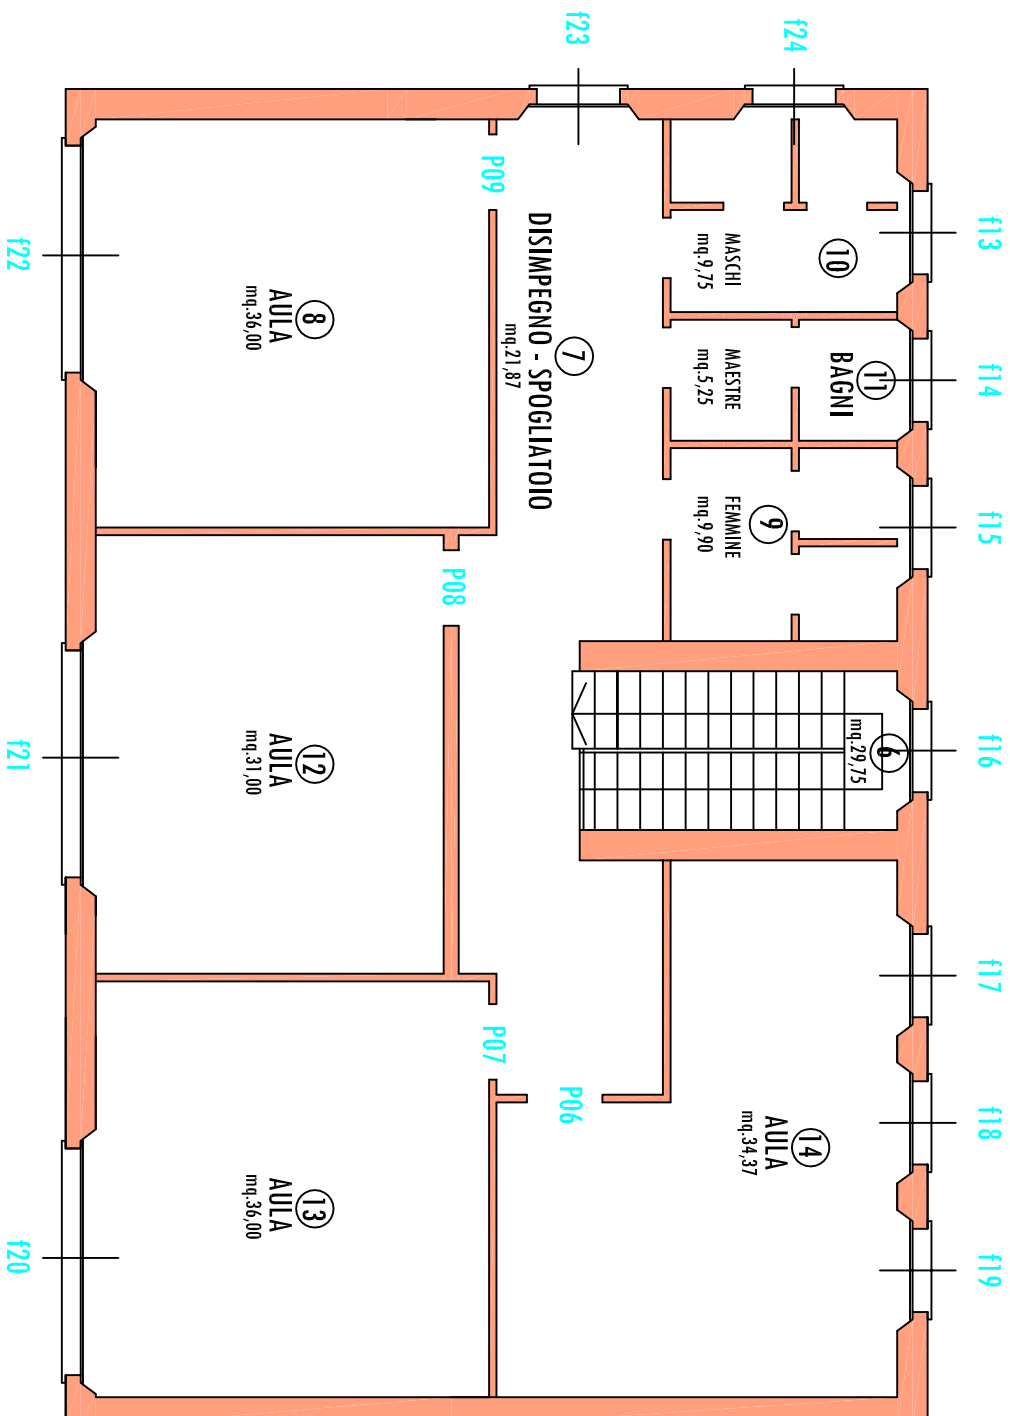 f13
f14
f15
f16
f17
f18
f19
f24
f23
10
MASCHI
mq.9,75
11
BAGNI
MAESTRE
mq.5,25
9
FEMMINE
mq.9,90
6
mq.29,75
14
AULA
mq.34,37
7
DISIMPEGNO - SPOGLIATOIO
mq.21,87
P09
P08
P07
P06
8
AULA
mq.36,00
12
AULA
mq.31,00
13
AULA
mq.36,00
f22
f21
f20